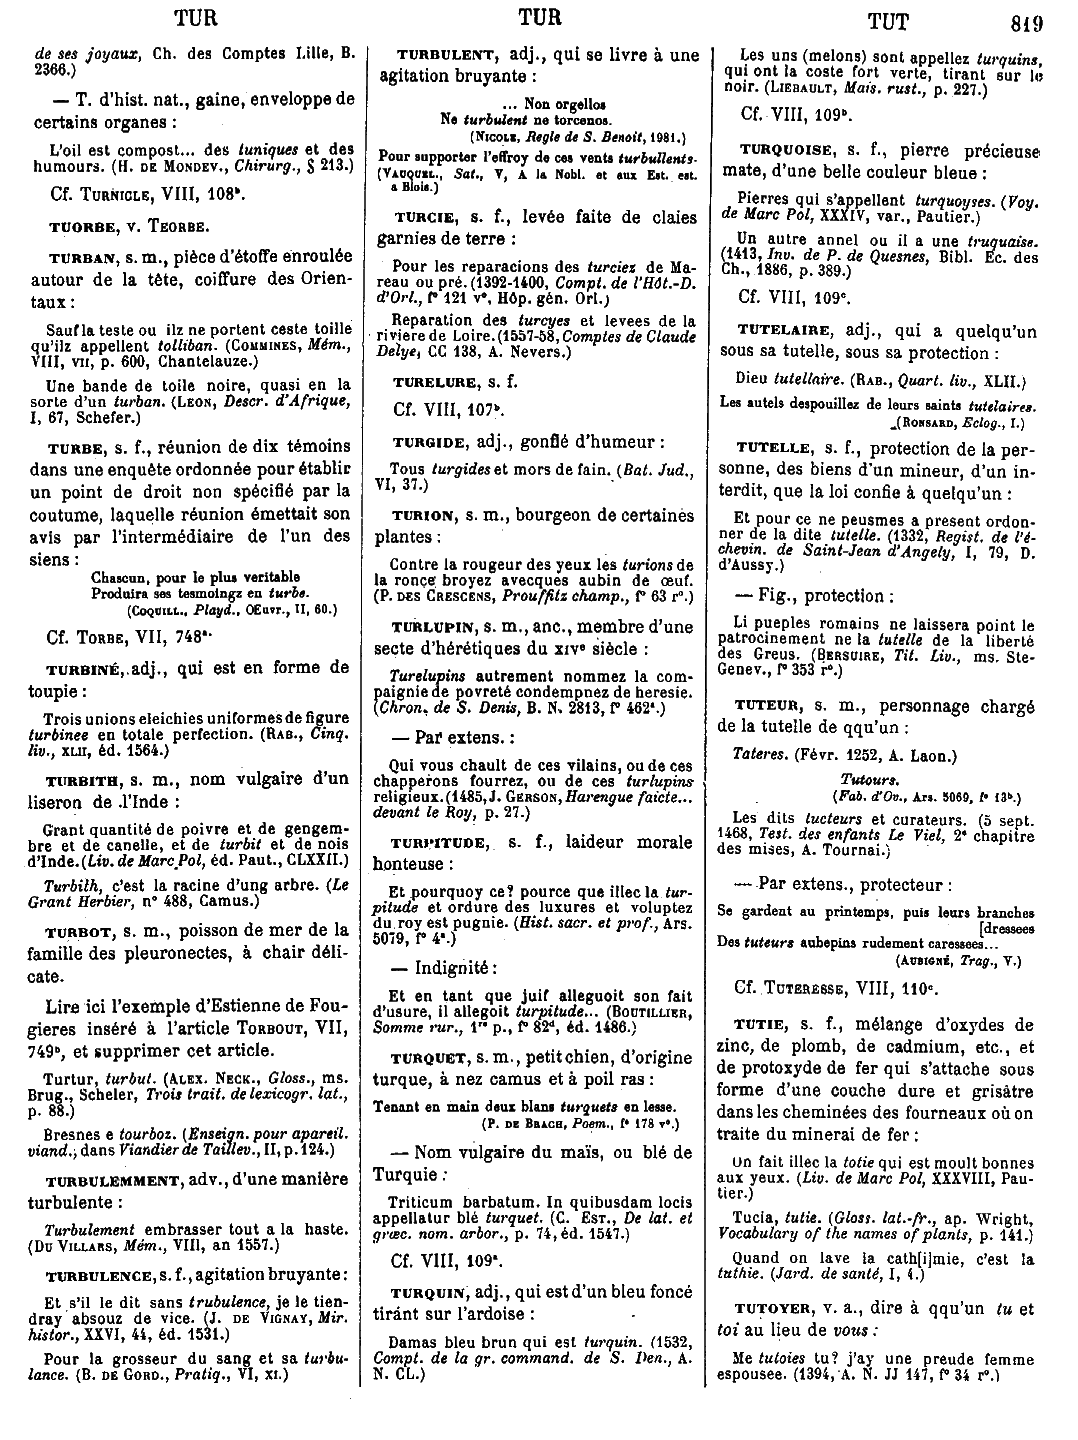 TUR
TUR
TUT
819
de ses joyaux, Ch. des Comptes Lille, B.
2366.)
— T. d'hist. nat., gaine, enveloppe de
certains organes :
L'oil est compost... des tuniques et des
humours. (H. DE MONDEV., Chirurg., § 213.)
Cf. TURNICLE, VIII, 108ᵇ.
TUORBE, v. TEORBE.
TURBAN, s. m., pièce d'étoffe enroulée
autour de la tête, coiffure des Orien-
taux :
Sauf la teste ou ilz ne portent ceste toille
qu'ilz appellent tolliban. (COMMINES, Mém.,
VIII, VII, p. 600, Chantelauze.)
Une bande de toile noire, quasi en la
sorte d'un turban. (LEON, Descr. d'Afrique,
I, 67, Schefer.)
TURBE, s. f., réunion de dix témoins
dans une enquête ordonnée pour établir
un point de droit non spécifié par la
coutume, laquelle réunion émettait son
avis par l'intermédiaire de l'un des
siens :
Chascun, pour le plus veritable
Produira ses tesmoingz en turbe.
(COQUILL., Playd., Œuvr., II, 60.)
Cf. TORBE, VII, 748ᵃ.
TURBINÉ, adj., qui est en forme de
toupie :
Trois unions eleichies uniformes de figure
turbinee en totale perfection. (RAB., Cinq.
liv., XLII, éd. 1564.)
TURBITH, s. m., nom vulgaire d'un
liseron de l'Inde :
Grant quantité de poivre et de gengem-
bre et de canelle, et de turbit et de nois
d'Inde. (Liv. de Marc Pol, éd. Paut., CLXXII.)
Turbilh, c'est la racine d'ung arbre. (Le
Grant Herbier, n° 488, Camus.)
TURBOT, s. m., poisson de mer de la
famille des pleuronectes, à chair déli-
cate.
Lire ici l'exemple d'Estienne de Fou-
gieres inséré à l'article TORBOUT, VII,
749ᵇ, et supprimer cet article.
Turtur, turbut. (ALEX. NECK., Gloss., ms.
Brug., Scheler, Trois trait. de lexicogr. lat.,
p. 88.)
Bresnes e tourboz. (Enseign. pour apareil.
viand., dans Viandier de Taillev., II, p. 124.)
TURBULEMMENT, adv., d'une manière
turbulente :
Turbulement embrasser tout a la haste.
(DU VILLARS, Mém., VIII, an 1557.)
TURBULENCE, s. f., agitation bruyante :
Et s'il le dit sans trubulence, je le tien-
dray absouz de vice. (J. DE VIGNAY, Mir.
histor., XXVI, 44, éd. 1531.)
Pour la grosseur du sang et sa turbu-
lance. (B. DE GORD., Pratiq., VI, XI.)
TURBULENT, adj., qui se livre à une
agitation bruyante :
... Non orgellos
Ne turbulent ne torcenos.
(NICOLE, Regle de S. Benoit, 1981.)
Pour supporter l'effroy de ces vents turbullents.
(VAUQUEL., Sat., V, A la Nobl. et aux Est. est.
a Blois.)
TURCIE, s. f., levée faite de claies
garnies de terre :
Pour les reparacions des turciez de Ma-
reau ou pré. (1392-1400, Compt. de l'Hôt.-D.
d'Orl., f° 121 v°, Hôp. gén. Orl.)
Reparation des turcyes et levees de la
riviere de Loire. (1557-58, Comptes de Claude
Delye, CC 138, A. Nevers.)
TURELURE, s. f.
Cf. VIII, 107ᵇ.
TURGIDE, adj., gonflé d'humeur :
Tous turgides et mors de fain. (Bat. Jud.,
VI, 37.)
TURION, s. m., bourgeon de certaines
plantes :
Contre la rougeur des yeux les turions de
la ronce broyez avecques aubin de œuf.
(P. DES CRESCENS, Prouffitz champ., f° 63 r°.)
TURLUPIN, s. m., anc., membre d'une
secte d'hérétiques du XIVᵉ siècle :
Turelupins autrement nommez la com-
paignie de povreté condempnez de heresie.
(Chron. de S. Denis, B. N. 2813, f° 462ᵃ.)
— Par extens. :
Qui vous chault de ces vilains, ou de ces
chapperons fourrez, ou de ces turlupins
religieux. (1485, J. GERSON, Harengue faicte...
devant le Roy, p. 27.)
TURPITUDE, s. f., laideur morale
honteuse :
Et pourquoy ce? pource que illec la tur-
pitude et ordure des luxures et voluptez
du roy est pugnie. (Hist. sacr. et prof., Ars.
5079, f° 4ᵃ.)
— Indignité :
Et en tant que juif alleguoit son fait
d'usure, il allegoit turpitude... (BOUTILLIER,
Somme rur., 1ʳᵉ p., f° 82ᵈ, éd. 1486.)
TURQUET, s. m., petit chien, d'origine
turque, à nez camus et à poil ras :
Tenant en main deux blans turquets en lesse.
(P. DE BRACH, Poem., f° 178 v°.)
— Nom vulgaire du maïs, ou blé de
Turquie :
Triticum barbatum. In quibusdam locis
appellatur blé turquet. (C. EST., De lat. et
græc. nom. arbor., p. 74, éd. 1547.)
Cf. VIII, 109ᵃ.
TURQUIN, adj., qui est d'un bleu foncé
tirant sur l'ardoise :
Damas bleu brun qui est turquin. (1532,
Compt. de la gr. command. de S. Den., A.
N. CL.)
Les uns (melons) sont appellez turquins,
qui ont la coste fort verte, tirant sur le
noir. (LIEBAULT, Mais. rust., p. 227.)
Cf. VIII, 109ᵇ.
TURQUOISE, s. f., pierre précieuse
mate, d'une belle couleur bleue :
Pierres qui s'appellent turquoyses. (Voy.
de Marc Pol, XXXIV, var., Pautier.)
Un autre annel ou il a une truquaise.
(1413, Inv. de P. de Quesnes, Bibl. Ec. des
Ch., 1886, p. 389.)
Cf. VIII, 109ᶜ.
TUTELAIRE, adj., qui a quelqu'un
sous sa tutelle, sous sa protection :
Dieu tutellaire. (RAB., Quart. liv., XLII.)
Les autels despouillez de leurs saints tutelaires.
(RONSARD, Eclog., I.)
TUTELLE, s. f., protection de la per-
sonne, des biens d'un mineur, d'un in-
terdit, que la loi confie à quelqu'un :
Et pour ce ne peusmes a present ordon-
ner de la dite tutelle. (1332, Regist. de l'é-
chevin. de Saint-Jean d'Angely, I, 79, D.
d'Aussy.)
— Fig., protection :
Li pueples romains ne laissera point le
patrocinement ne la tutelle de la liberté
des Greus. (BERSUIRE, Tit. Liv., ms. Ste-
Genev., f° 353 r°.)
TUTEUR, s. m., personnage chargé
de la tutelle de qqu'un :
Tateres. (Févr. 1252, A. Laon.)
Tutours.
(Fab. d'Ov., Ars. 5069, f° 13ᵇ.)
Les dits tucteurs et curateurs. (5 sept.
1468, Test. des enfants Le Viel, 2ᵉ chapitre
des mises, A. Tournai.)
— Par extens., protecteur :
Se gardent au printemps, puis leurs branches
[dressees
Des tuteurs aubepins rudement caressees...
(AUBIGNÉ, Trag., V.)
Cf. TUTERESSE, VIII, 110ᶜ.
TUTIE, s. f., mélange d'oxydes de
zinc, de plomb, de cadmium, etc., et
de protoxyde de fer qui s'attache sous
forme d'une couche dure et grisâtre
dans les cheminées des fourneaux où on
traite du minerai de fer :
Un fait illec la totie qui est moult bonnes
aux yeux. (Liv. de Marc Pol, XXXVIII, Pau-
tier.)
Tucia, tutie. (Gloss. lat.-fr., ap. Wright,
Vocabulary of the names of plants, p. 141.)
Quand on lave la cath[i]mie, c'est la
tuthie. (Jard. de santé, I, 4.)
TUTOYER, v. a., dire à qqu'un tu et
toi au lieu de vous :
Me tutoies tu? j'ay une preude femme
espousee. (1394, A. N. JJ 147, f° 34 r°.)